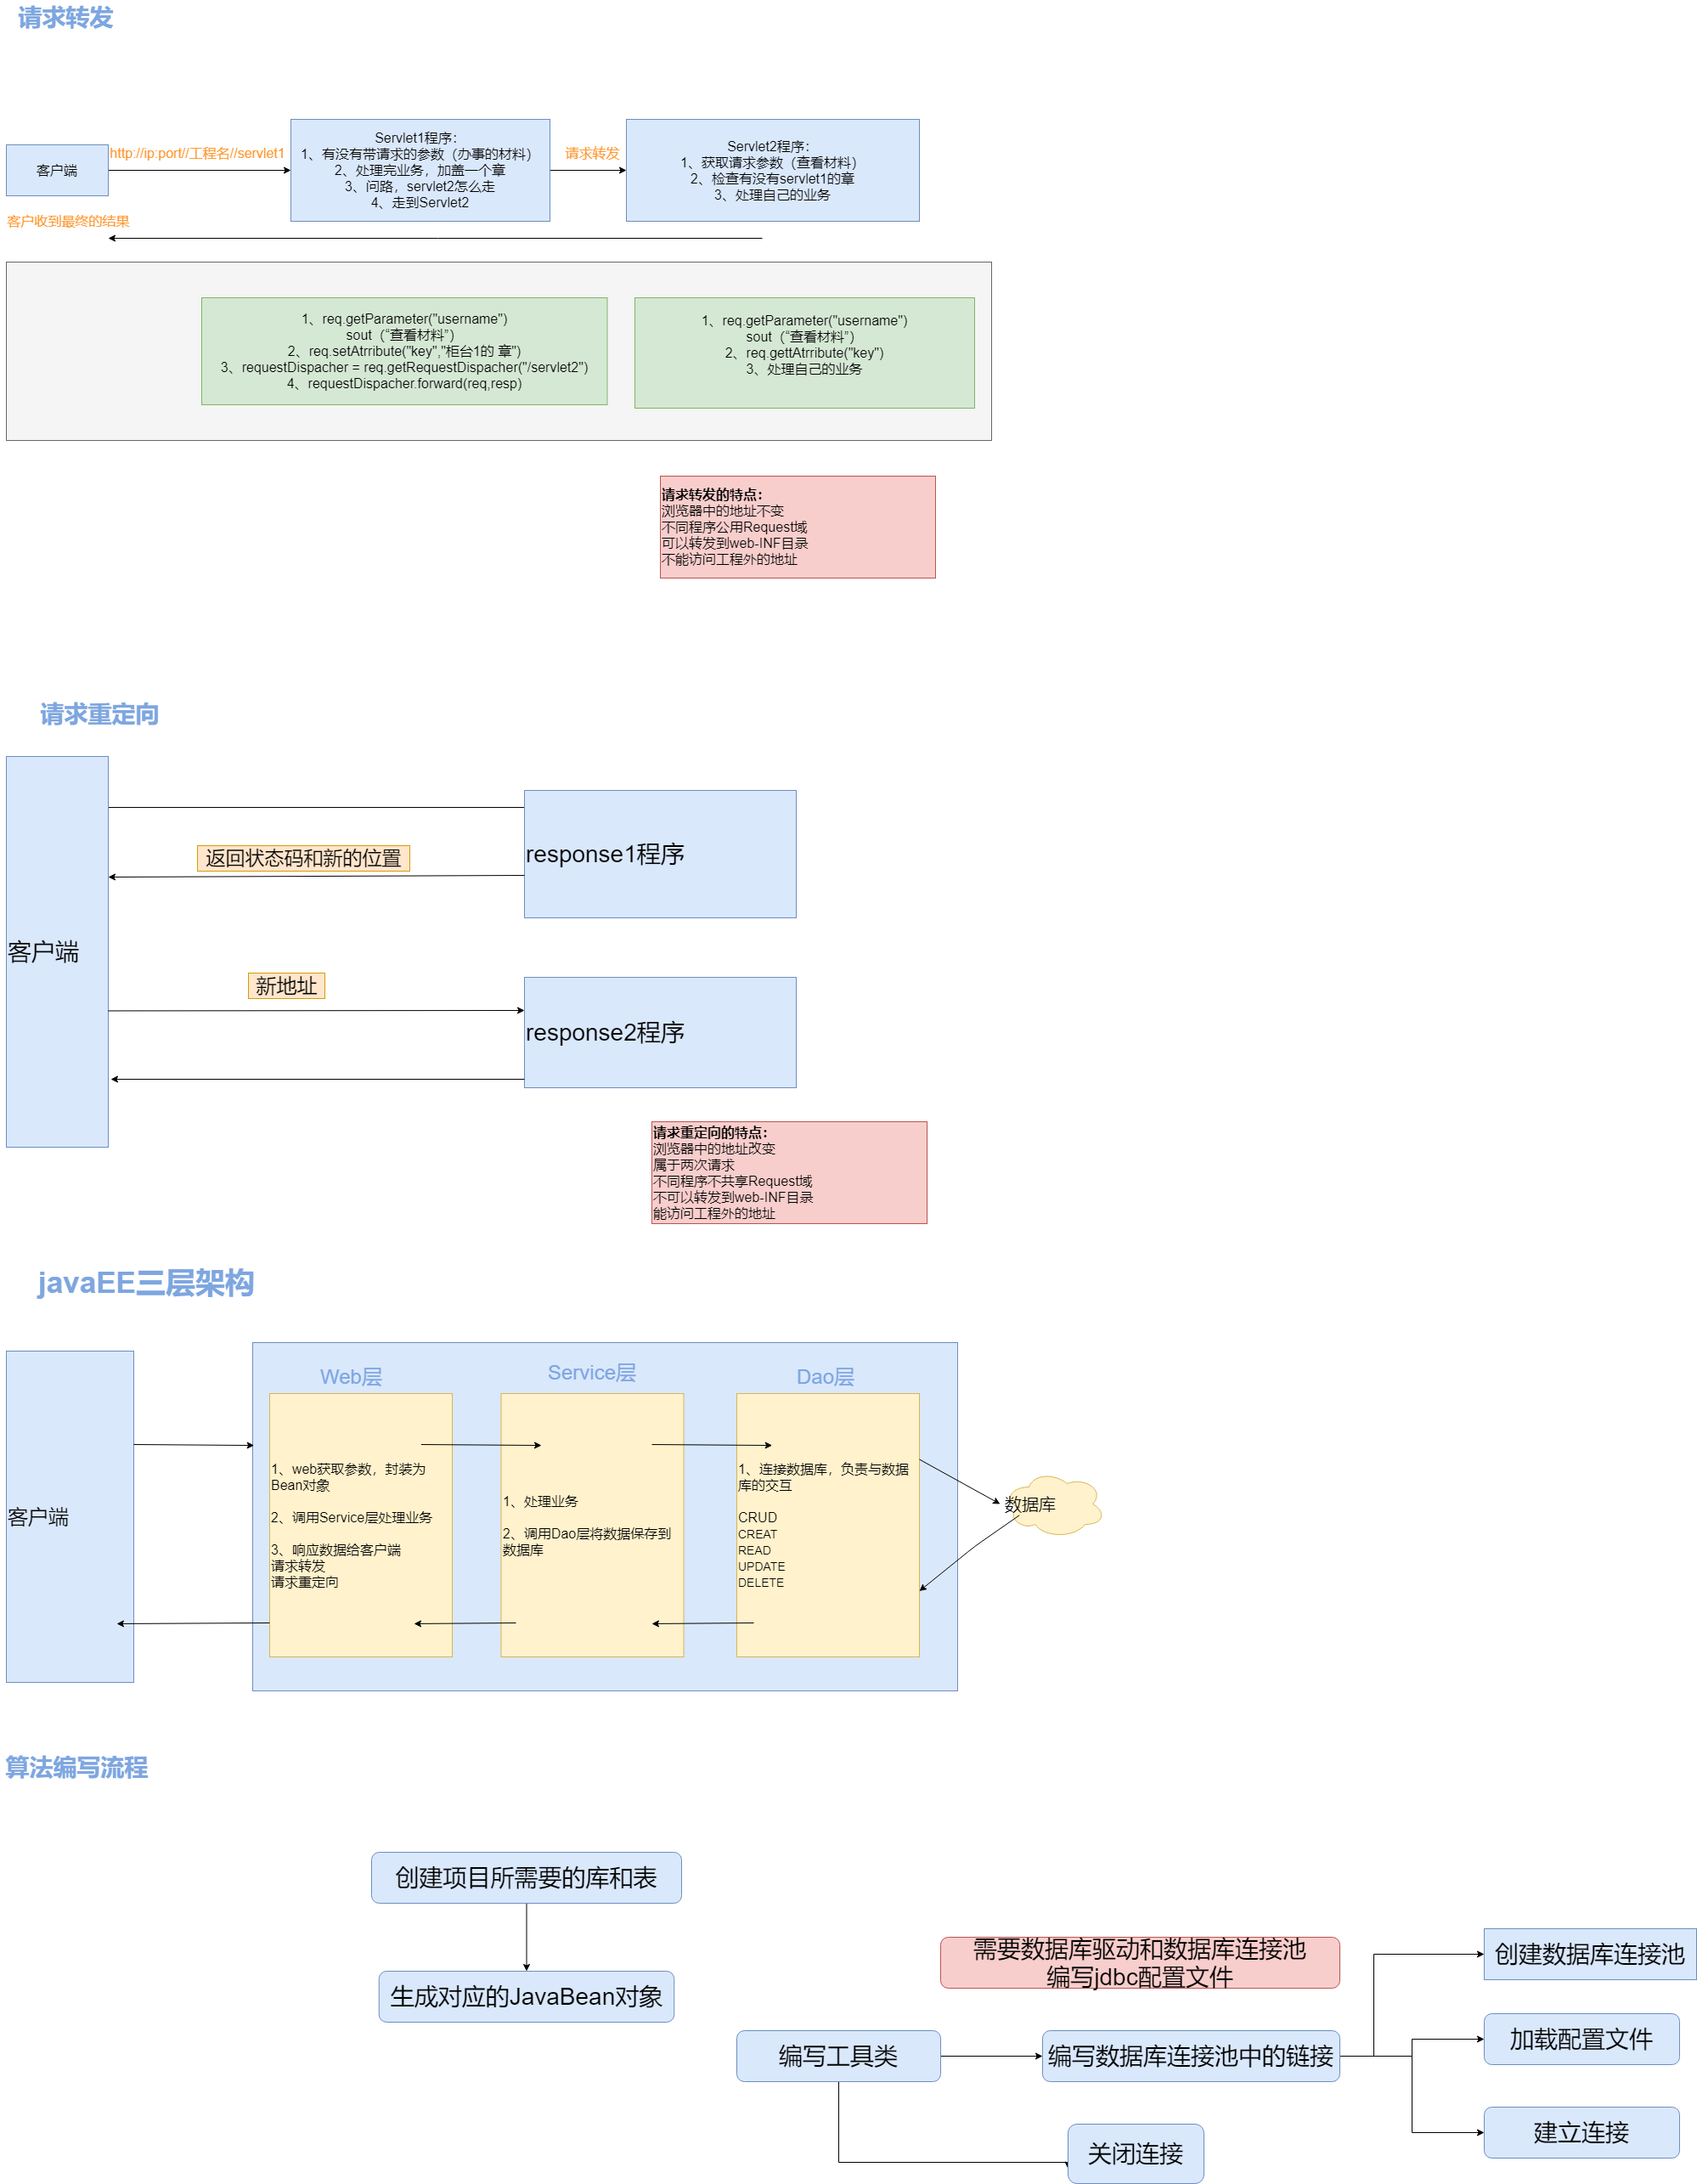 请求转发
客户端
http://ip:port//工程名//servlet1
Servlet1程序：
1、有没有带请求的参数（办事的材料）
2、处理完业务，加盖一个章
3、问路，servlet2怎么走
4、走到Servlet2
请求转发
Servlet2程序：
1、获取请求参数（查看材料）
2、检查有没有servlet1的章
3、处理自己的业务
客户收到最终的结果
1、req.getParameter("username")
sout（“查看材料”）
2、req.setAtrribute("key","柜台1的 章")
3、requestDispacher = req.getRequestDispacher("/servlet2")
4、requestDispacher.forward(req,resp)
1、req.getParameter("username")
sout（“查看材料”）
2、req.gettAtrribute("key")
3、处理自己的业务
请求转发的特点：
浏览器中的地址不变
不同程序公用Request域
可以转发到web-INF目录
不能访问工程外的地址
请求重定向
客户端
返回状态码和新的位置
response1程序
新地址
response2程序
请求重定向的特点：
浏览器中的地址改变
属于两次请求
不同程序不共享Request域
不可以转发到web-INF目录
能访问工程外的地址
javaEE三层架构
客户端
Web层
1、web获取参数，封装为
Bean对象
2、调用Service层处理业务
3、响应数据给客户端
请求转发
请求重定向
Service层
1、处理业务
2、调用Dao层将数据保存到
数据库
Dao层
1、连接数据库，负责与数据
库的交互
CRUD
CREAT
READ
UPDATE
DELETE
数据库
算法编写流程
创建项目所需要的库和表
生成对应的JavaBean对象
需要数据库驱动和数据库连接池
编写jdbc配置文件
编写工具类
编写数据库连接池中的链接
创建数据库连接池
加载配置文件
建立连接
关闭连接